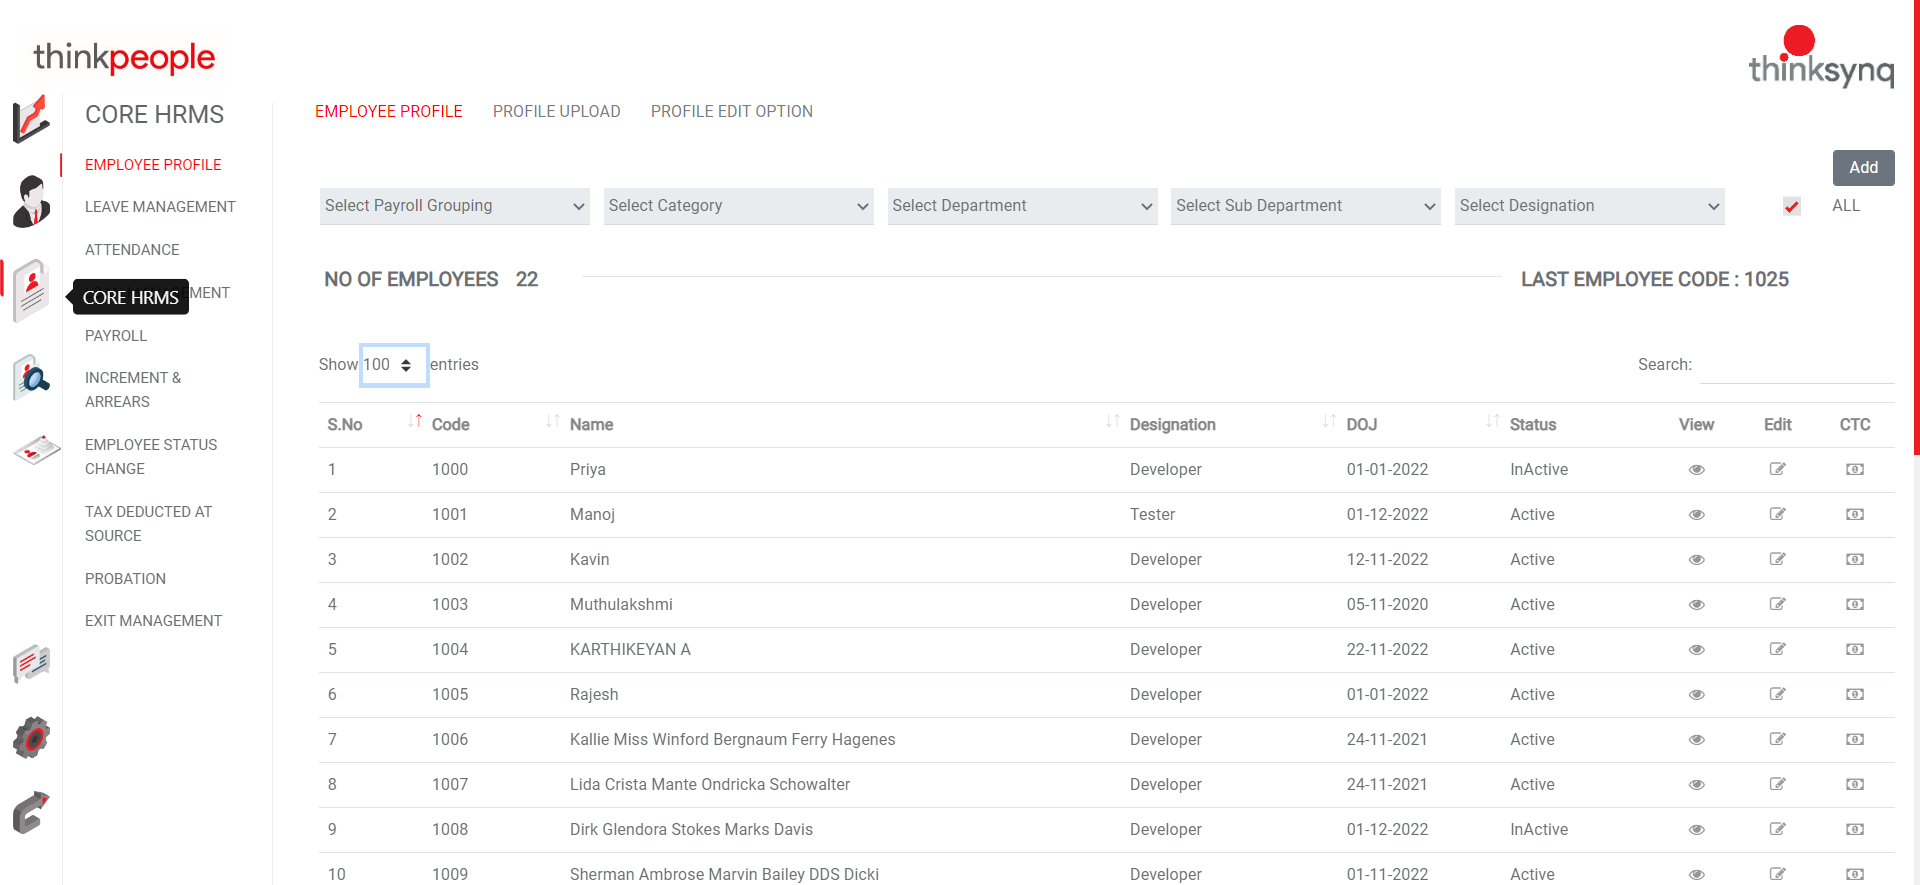 thinkpeople
thinksynq
CORE HRMS
EMPLOYEE PROFILE
LEAVE MANAGEMENT
ATTENDANCE
CORE HRMS
EMENT
PAYROLL
INCREMENT &
ARREARS
EMPLOYEE STATUS
CHANGE
TAX DEDUCTED AT
SOURCE
PROBATION
EXIT MANAGEMENT
EMPLOYEE PROFILE PROFILE UPLOAD PROFILE EDIT OPTION
Add
Select Payroll Grouping Select Category Select Department Select Sub Department Select Designation ALL
NO OF EMPLOYEES 22 LAST EMPLOYEE CODE : 1025
Show 100 entries Search:
S.No Code Name Designation DOJ Status View Edit CTC
1 1000 Priya Developer 01-01-2022 InActive
2 1001 Manoj Tester 01-12-2022 Active
3 1002 Kavin Developer 12-11-2022 Active
4 1003 Muthulakshmi Developer 05-11-2020 Active
5 1004 KARTHIKEYAN A Developer 22-11-2022 Active
6 1005 Rajesh Developer 01-01-2022 Active
7 1006 Kallie Miss Winford Bergnaum Ferry Hagenes Developer 24-11-2021 Active
8 1007 Lida Crista Mante Ondricka Schowalter Developer 24-11-2021 Active
9 1008 Dirk Glendora Stokes Marks Davis Developer 01-12-2022 InActive
10 1009 Sherman Ambrose Marvin Bailey DDS Dicki Developer 01-11-2022 Active